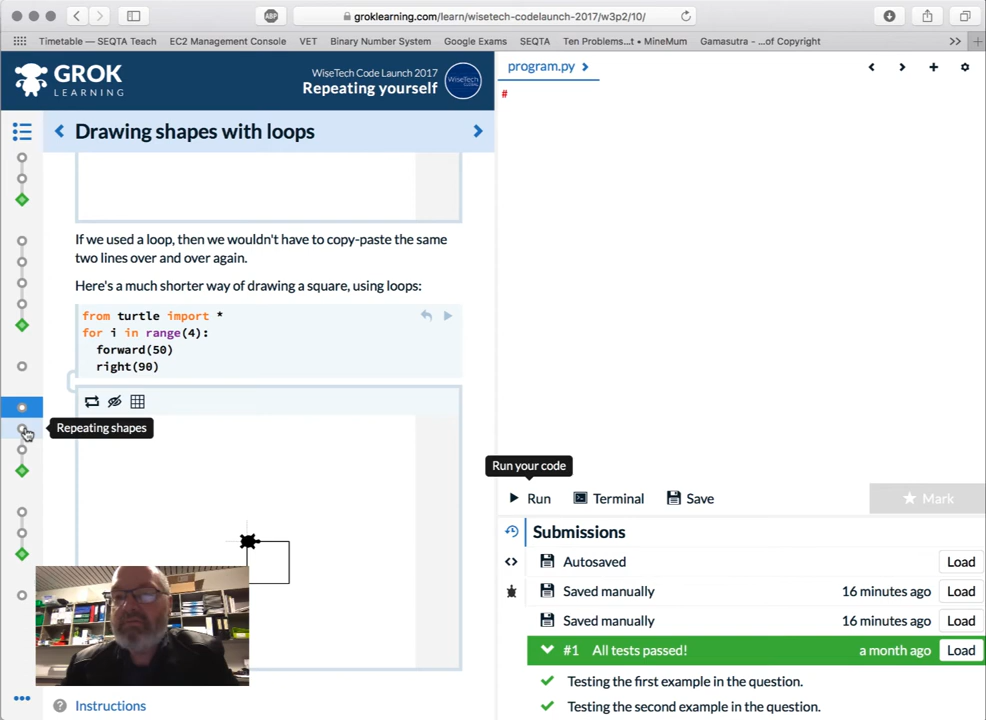 ABP
groklearning.com/learn/wisetech-codelaunch-2017/w3p2/10/
Timetable — SEQTA Teach
EC2 Management Console
VET
Binary Number System
Google Exams
SEQTA
Ten Problems...t • MineMum
Gamasutra - ...of Copyright
GROK
LEARNING
WiseTech Code Launch 2017
Repeating yourself
WiseTech
GLOBAL
program.py
#
Drawing shapes with loops
If we used a loop, then we wouldn't have to copy-paste the same
two lines over and over again.
Here's a much shorter way of drawing a square, using loops:
from turtle import *
for i in range(4):
forward(50)
right(90)
Repeating shapes
Instructions
Run your code
Run
Terminal
Save
Mark
Submissions
Autosaved
Load
Saved manually
16 minutes ago
Load
Saved manually
16 minutes ago
Load
#1 All tests passed!
a month ago
Load
Testing the first example in the question.
Testing the second example in the question.